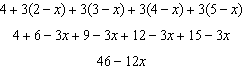 4 + 3(2 − x) + 3(3 − x) + 3(4 − x) + 3(5 − x)
4 + 6 − 3x + 9 − 3x + 12 − 3x + 15 − 3x
46 − 12x